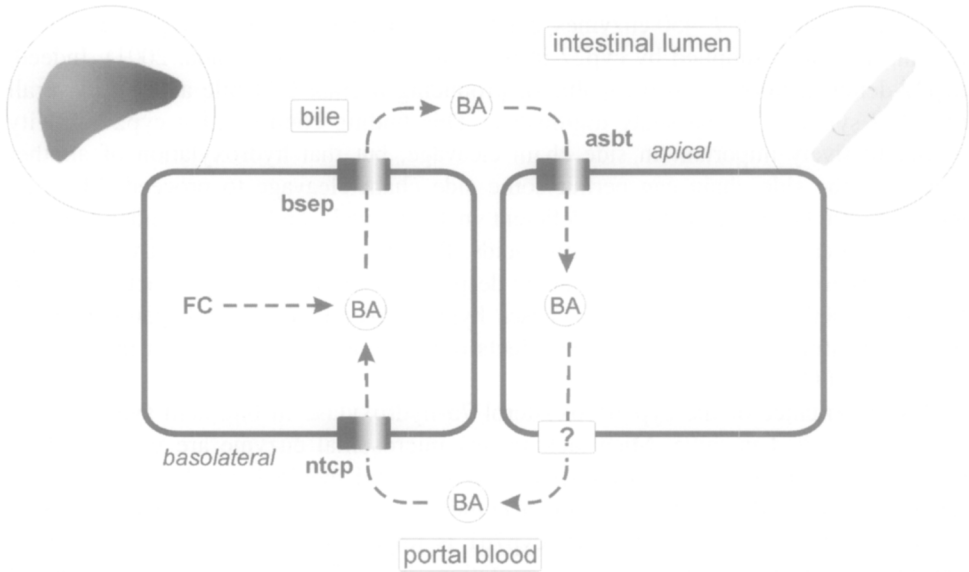 intestinal lumen
bile
BA
asbt
apical
bsep
FC
BA
BA
basolateral
ntcp
?
BA
portal blood